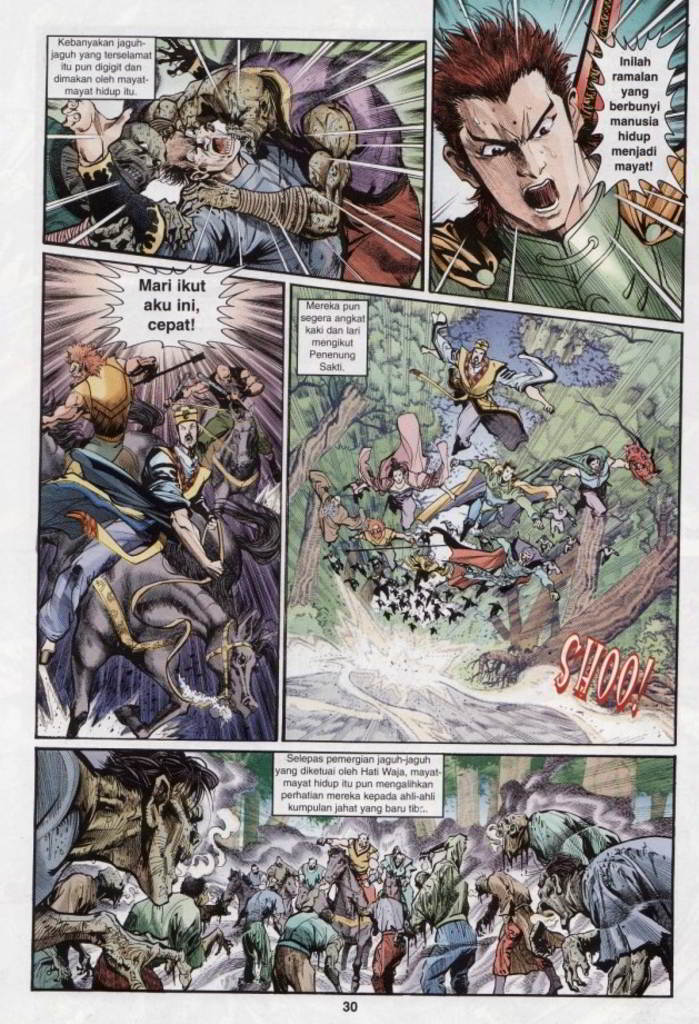 Kebanyakan jaguh-
jaguh yang terselamat
itu pun digigit dan
dimakan oleh mayat-
mayat hidup itu.
Inilah
ramalan
yang
berbunyi
manusia
hidup
menjadi
mayat!
Mari ikut
aku ini,
cepat!
Mereka pun
segera angkat
kaki dan lari
mengikut
Penenung
Sakti.
SHOO!
Selepas pemergian jaguh-jaguh
yang diketuai oleh Hati Waja, mayat-
mayat hidup itu pun mengalihkan
perhatian mereka kepada ahli-ahli
kumpulan jahat yang baru
30